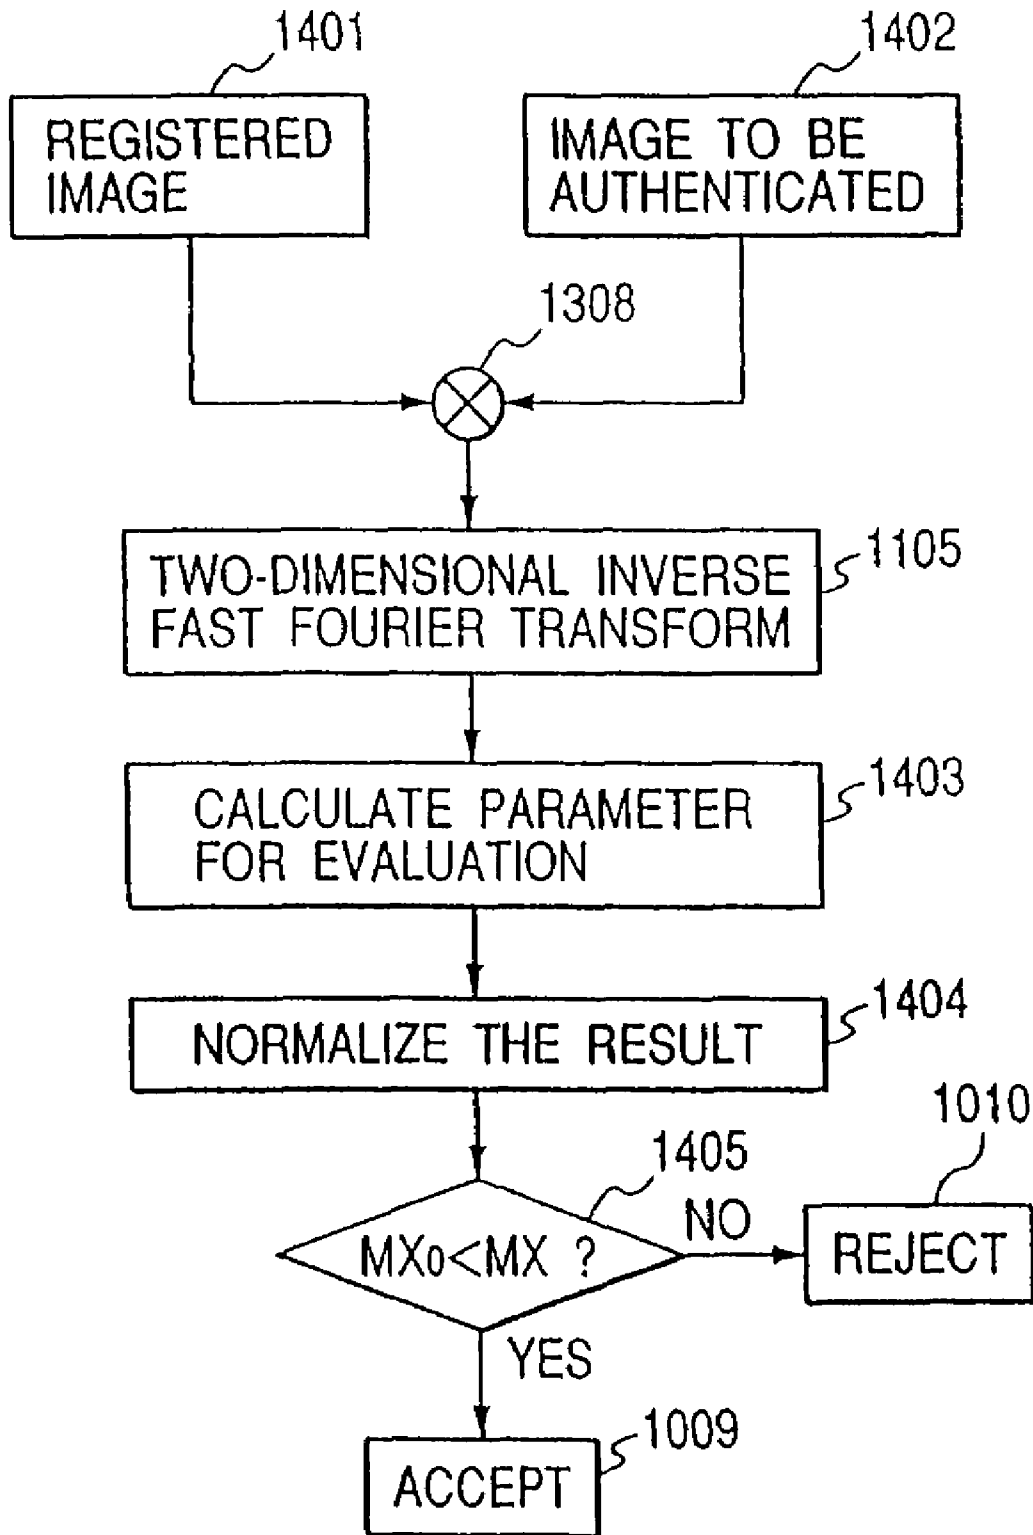 1401
1402
REGISTERED
IMAGE
IMAGE TO BE
AUTHENTICATED
1308
TWO-DIMENSIONAL INVERSE
FAST FOURIER TRANSFORM
1105
CALCULATE PARAMETER
FOR EVALUATION
1403
NORMALIZE THE RESULT
1404
1405
1010
MX0<MX ?
NO
REJECT
YES
1009
ACCEPT